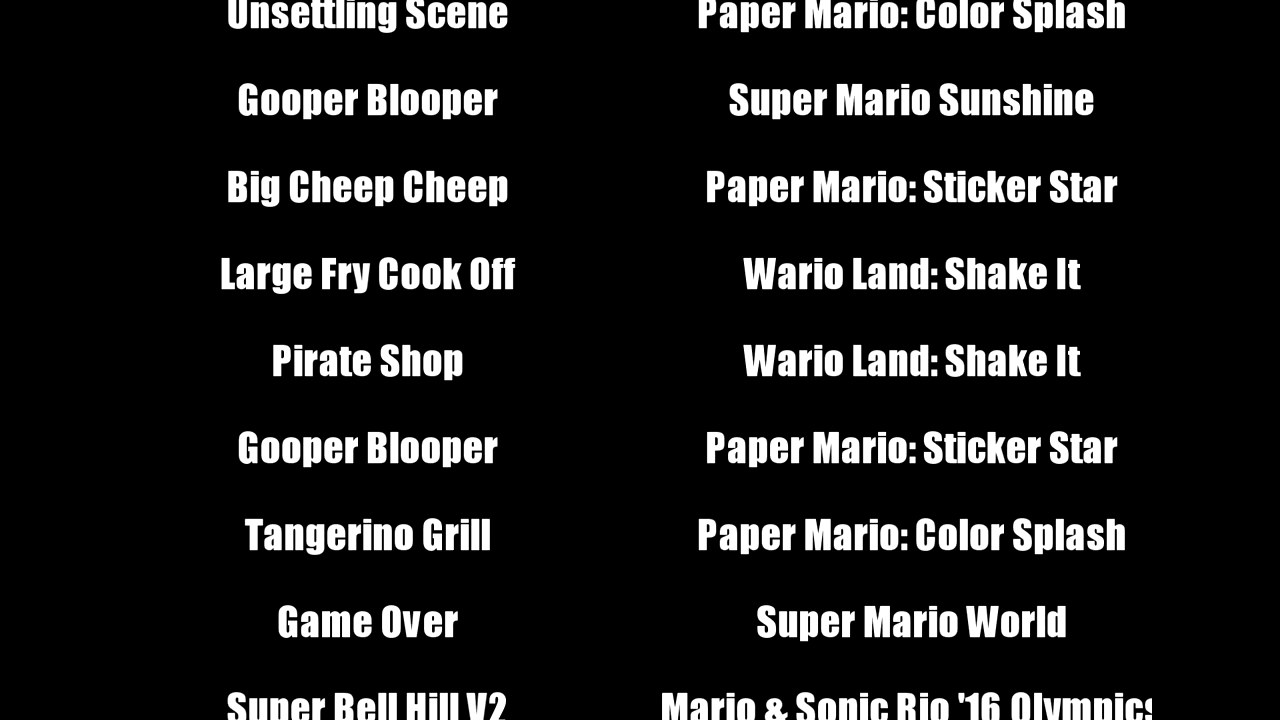 Unsettling Scene Paper Mario: Color Splash
Gooper Blooper Super Mario Sunshine
Big Cheep Cheep Paper Mario: Sticker Star
Large Fry Cook Off Wario Land: Shake It
Pirate Shop Wario Land: Shake It
Gooper Blooper Paper Mario: Sticker Star
Tangerino Grill Paper Mario: Color Splash
Game Over Super Mario World
Super Bell Hill V2 Mario & Sonic Rio '16 Olympics